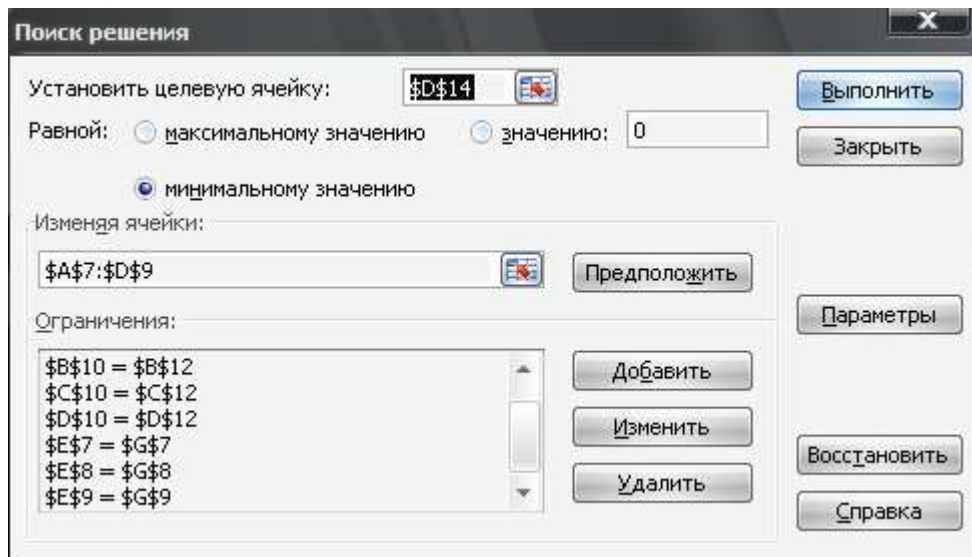 Поиск решения
X
Установить целевую ячейку: $D$14
Равной: максимальному значению значению: 0
минимальному значению
Изменяя ячейки:
$A$7:$D$9
Предположить
Ограничения:
$B$10 = $B$12
$C$10 = $C$12
$D$10 = $D$12
$E$7 = $G$7
$E$8 = $G$8
$E$9 = $G$9
Добавить
Изменить
Удалить
Выполнить
Закрыть
Параметры
Восстановить
Справка